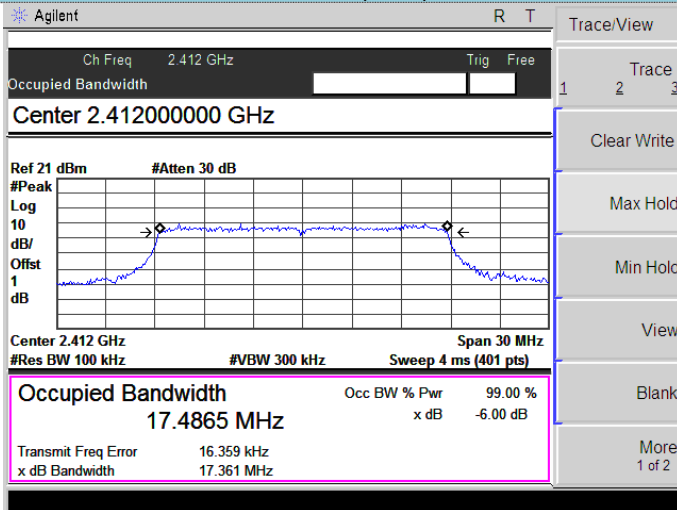 Agilent R T
Ch Freq 2.412 GHz Trig Free
Occupied Bandwidth
Center 2.412000000 GHz
Ref 21 dBm #Atten 30 dB
#Peak
Log
10
dB/
Offst
1
dB
Center 2.412 GHz Span 30 MHz
#Res BW 100 kHz #VBW 300 kHz Sweep 4 ms (401 pts)
Occupied Bandwidth Occ BW % Pwr 99.00 %
17.4865 MHz x dB -6.00 dB
Transmit Freq Error 16.359 kHz
x dB Bandwidth 17.361 MHz
Trace/View
Trace
1 2 3
Clear Write
Max Hold
Min Hold
View
Blank
More
1 of 2